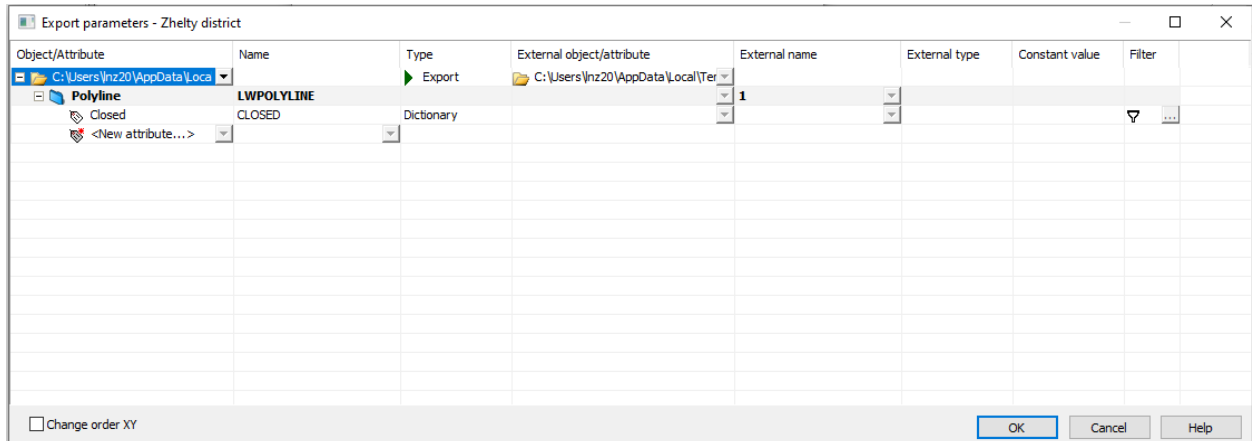 Export parameters - Zhelty district
Object/Attribute Name Type External object/attribute External name External type Constant value Filter
C:\Users\nz20\AppData\Loca Export C:\Users\nz20\AppData\Local\Ter
Polyline LWPOLYLINE 1
Closed CLOSED Dictionary ...
<New attribute...>
Change order XY OK Cancel Help